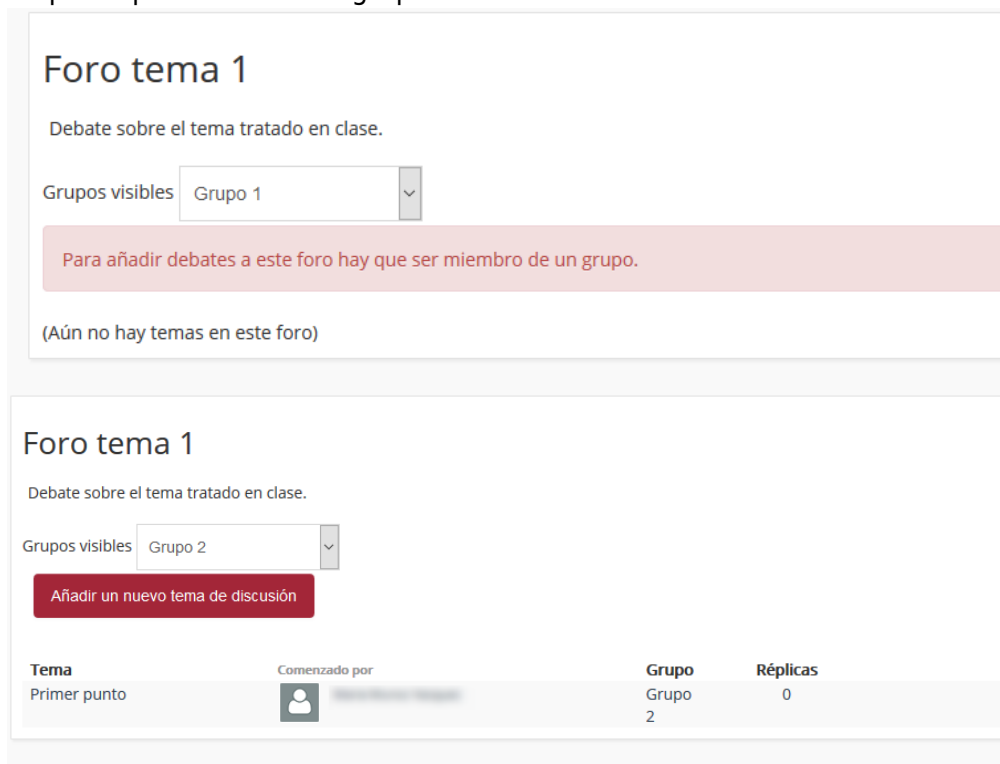 Foro tema 1
Debate sobre el tema tratado en clase.
Grupos visibles Grupo 1
Para añadir debates a este foro hay que ser miembro de un grupo.
(Aún no hay temas en este foro)
Foro tema 1
Debate sobre el tema tratado en clase.
Grupos visibles Grupo 2
Añadir un nuevo tema de discusión
Tema Comenzado por Grupo Réplicas
Primer punto Grupo 0
2